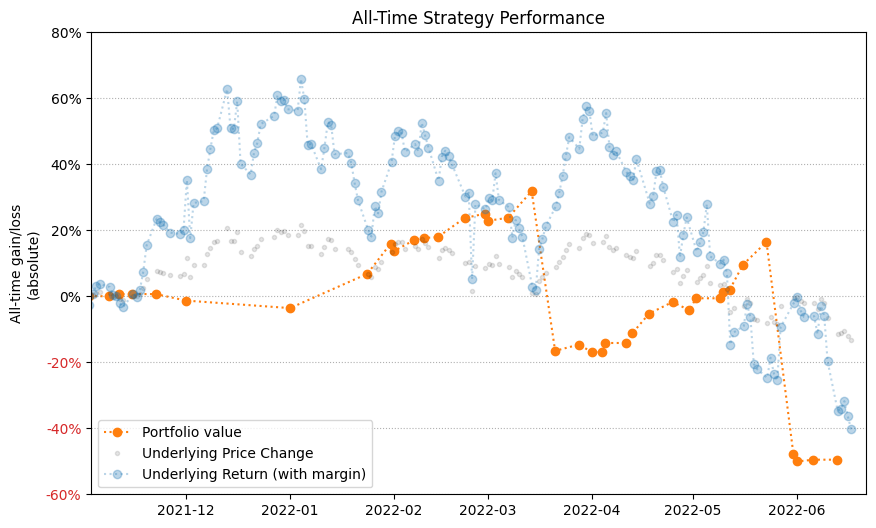 All-Time Strategy Performance
80%
60%
40%
20%
0%
-20%
-40%
-60%
All-time gain/loss
(absolute)
Portfolio value
Underlying Price Change
Underlying Return (with margin)
2021-12
2022-01
2022-02
2022-03
2022-04
2022-05
2022-06